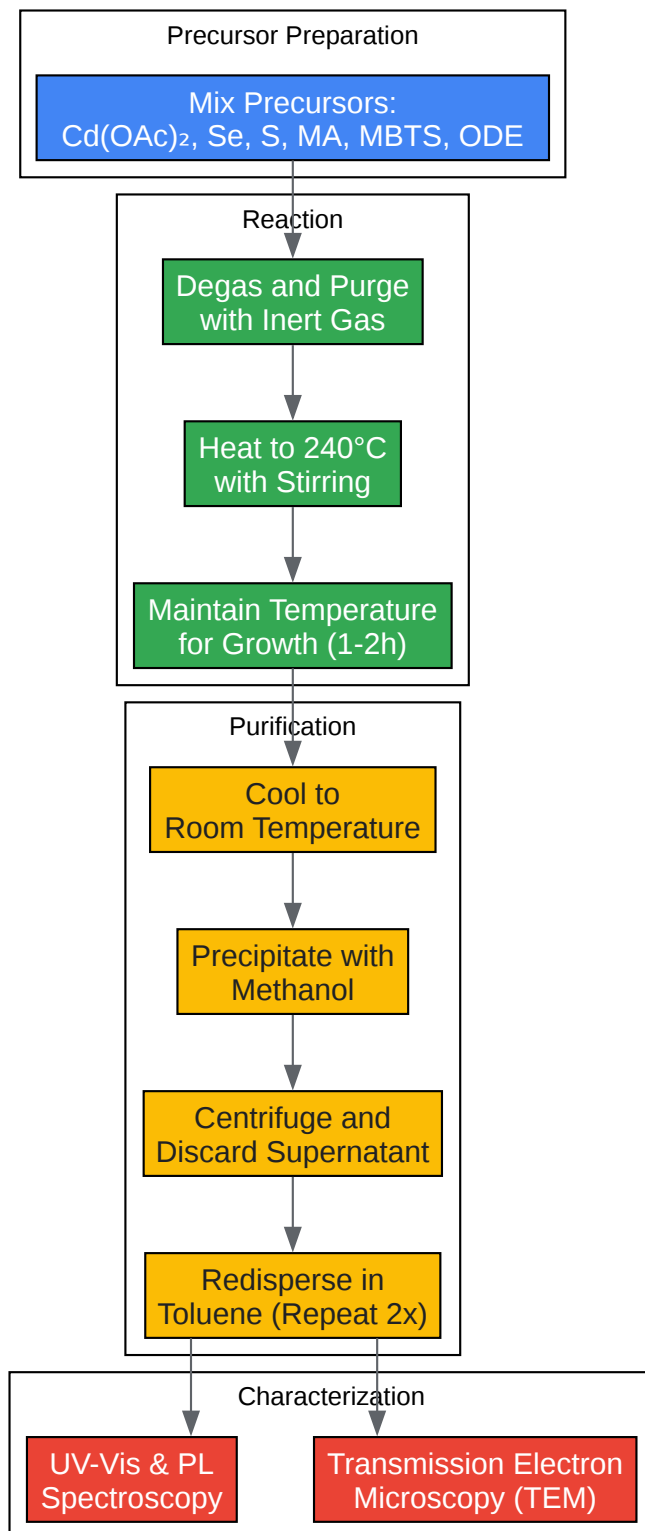 Precursor Preparation
Mix Precursors:
Cd(OAc)₂, Se, S, MA, MBTS, ODE
Reaction
Degas and Purge
with Inert Gas
Heat to 240°C
with Stirring
Maintain Temperature
for Growth (1-2h)
Purification
Cool to
Room Temperature
Precipitate with
Methanol
Centrifuge and
Discard Supernatant
Redisperse in
Toluene (Repeat 2x)
Characterization
UV-Vis & PL
Spectroscopy
Transmission Electron
Microscopy (TEM)